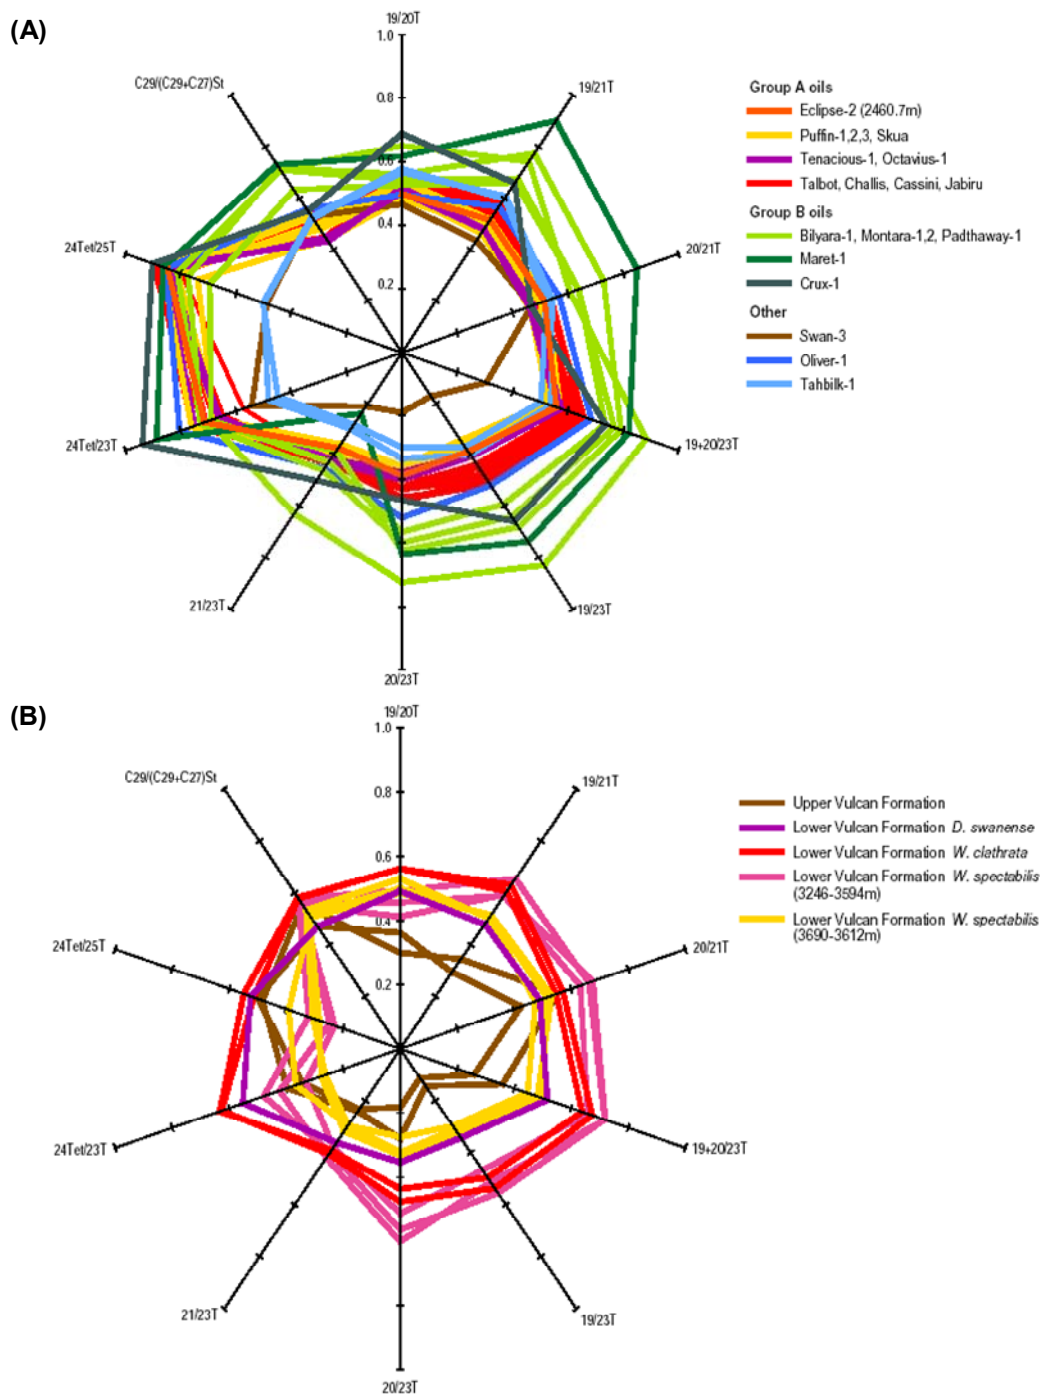 (A)
19/20T
1.0
C29/(C29+C27)St
19/21T
0.8
0.6
0.4
0.2
24Tet/25T
20/21T
24Tet/23T
19+20/23T
21/23T
19/23T
20/23T
Group A oils
Eclipse-2 (2460.7m)
Puffin-1,2,3, Skua
Tenacious-1, Octavius-1
Talbot, Challis, Cassini, Jabiru
Group B oils
Bilyara-1, Montara-1,2, Padthaway-1
Maret-1
Crux-1
Other
Swan-3
Oliver-1
Tahbilk-1
(B)
19/20T
1.0
C29/(C29+C27)St
19/21T
0.8
0.6
0.4
0.2
24Tet/25T
20/21T
24Tet/23T
19+20/23T
21/23T
19/23T
20/23T
Upper Vulcan Formation
Lower Vulcan Formation D. swanense
Lower Vulcan Formation W. clathrata
Lower Vulcan Formation W. spectabilis
(3246-3594m)
Lower Vulcan Formation W. spectabilis
(3690-3612m)